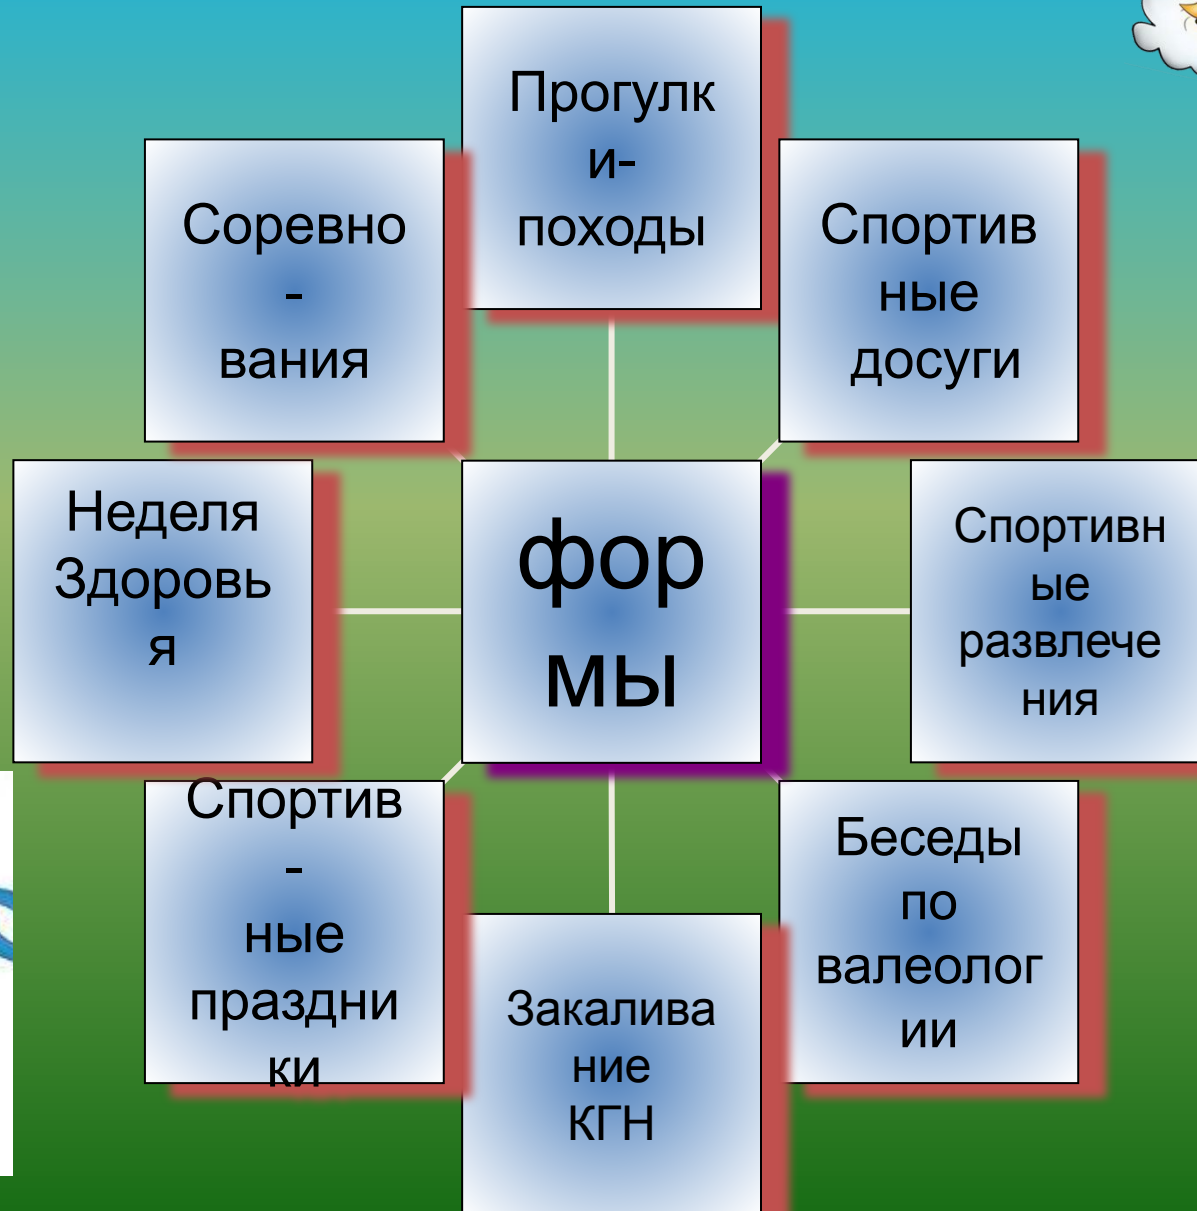 Прогулк
и-
походы
Соревно
-
вания
Спортив
ные
досуги
Неделя
Здоровь
я
фор
мы
Спортивн
ые
развлече
ния
Спортив
-
ные
праздни
ки
Закалива
ние
КГН
Беседы
по
валеолог
ии